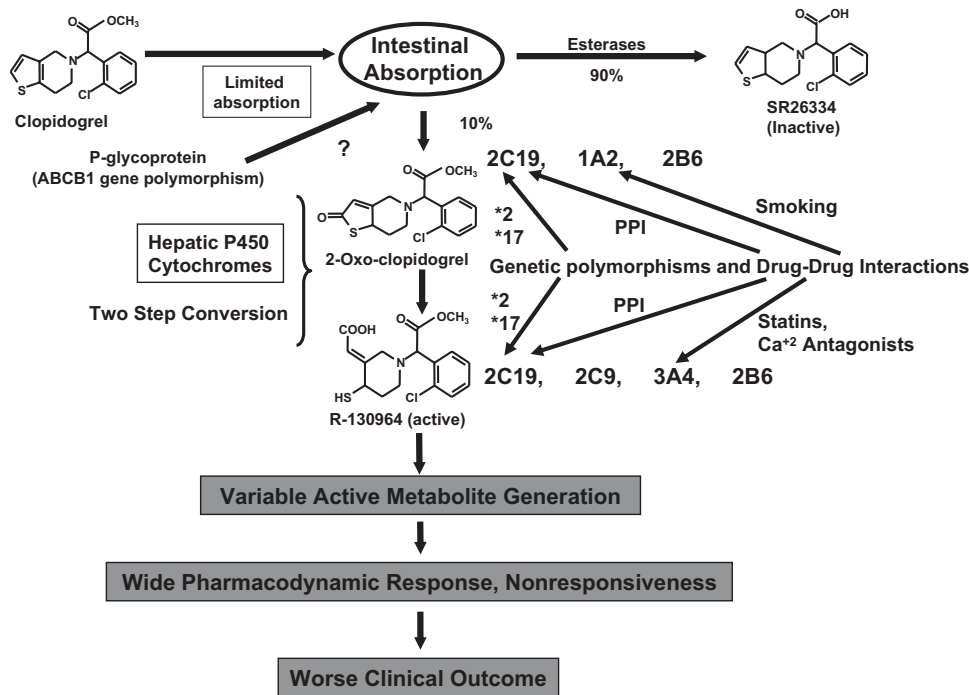 Clopidogrel
Limited
absorption
P-glycoprotein
(ABCB1 gene polymorphism)
?
Intestinal
Absorption
Esterases
90%
SR26334
(Inactive)
10%
2C19, 1A2, 2B6
*2
*17
PPI
Smoking
Hepatic P450
Cytochromes
Two Step Conversion
2-Oxo-clopidogrel
Genetic polymorphisms and Drug-Drug Interactions
*2
*17
PPI
Statins,
Ca+2 Antagonists
2C19, 2C9, 3A4, 2B6
R-130964 (active)
Variable Active Metabolite Generation
Wide Pharmacodynamic Response, Nonresponsiveness
Worse Clinical Outcome
O
OCH3
N
S
Cl
O
OH
N
S
Cl
O
OCH3
N
O
S
Cl
COOH
O
OCH3
N
HS
Cl